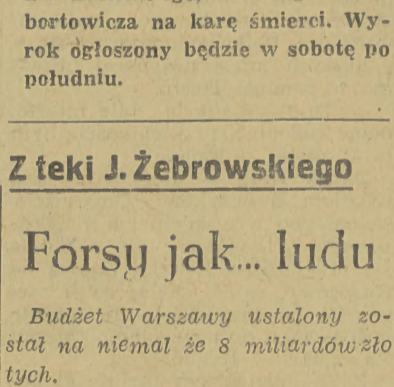 bortowicza na karę śmierci. Wy-
rok ogłoszony będzie w sobotę po
południu.
Z teki J. Żebrowskiego
Forsy jak... ludu
Budżet Warszawy ustalony zo-
stał na niemal że 8 miliardów zło
tych.